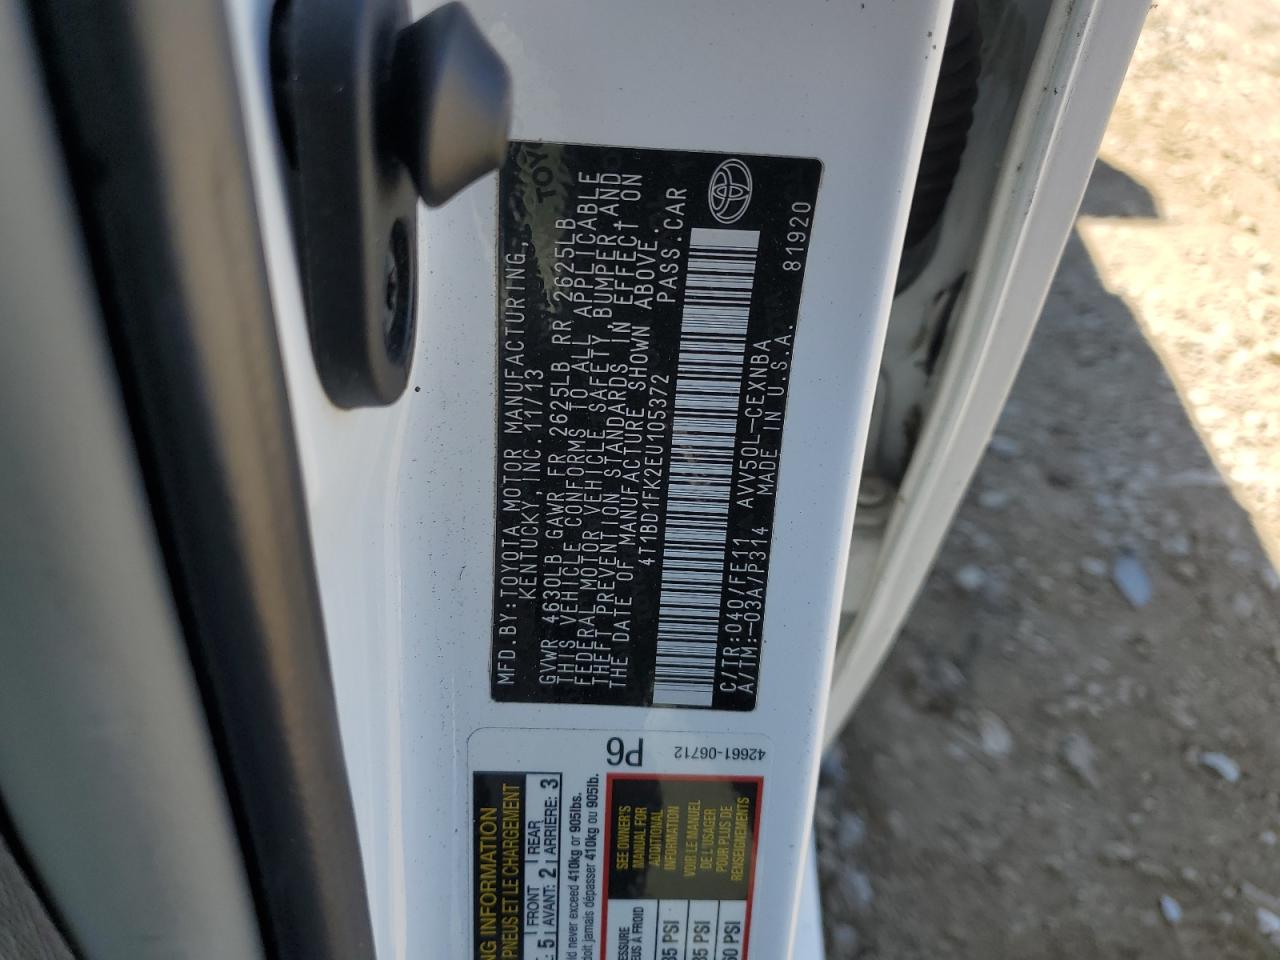 MFD.BY:TOYOTA MOTOR MANUFACTURING,
KENTUCKY, INC. 11/13
GVWR 4630LB GAWR FR 2625LB RR 2625LB
THIS VEHICLE CONFORMS TO ALL APPLICABLE
FEDERAL MOTOR VEHICLE SAFETY, BUMPER, AND
THEFT PREVENTION STANDARDS IN EFFECT ON
THE DATE OF MANUFACTURE SHOWN ABOVE.
4T1BD1FK2EU105372 PASS.CAR
C/TR:040/FE11 AVV50L-CEXNBA
A/TM:-03A/P314 MADE IN U.S.A. 81920
P6
42661-06712
INFORMATION
PNEUS ET LE CHARGEMENT
5 FRONT 2 REAR 3
AVANT: ARRIÈRE:
never exceed 410kg or 905lbs.
jamais dépasser 410kg ou 905lb.
SEE OWNER'S
MANUAL FOR
ADDITIONAL
INFORMATION
VOIR LE MANUEL
DE L'USAGER
POUR PLUS DE
RENSEIGNEMENTS
À FROID
PSI
PSI
PSI